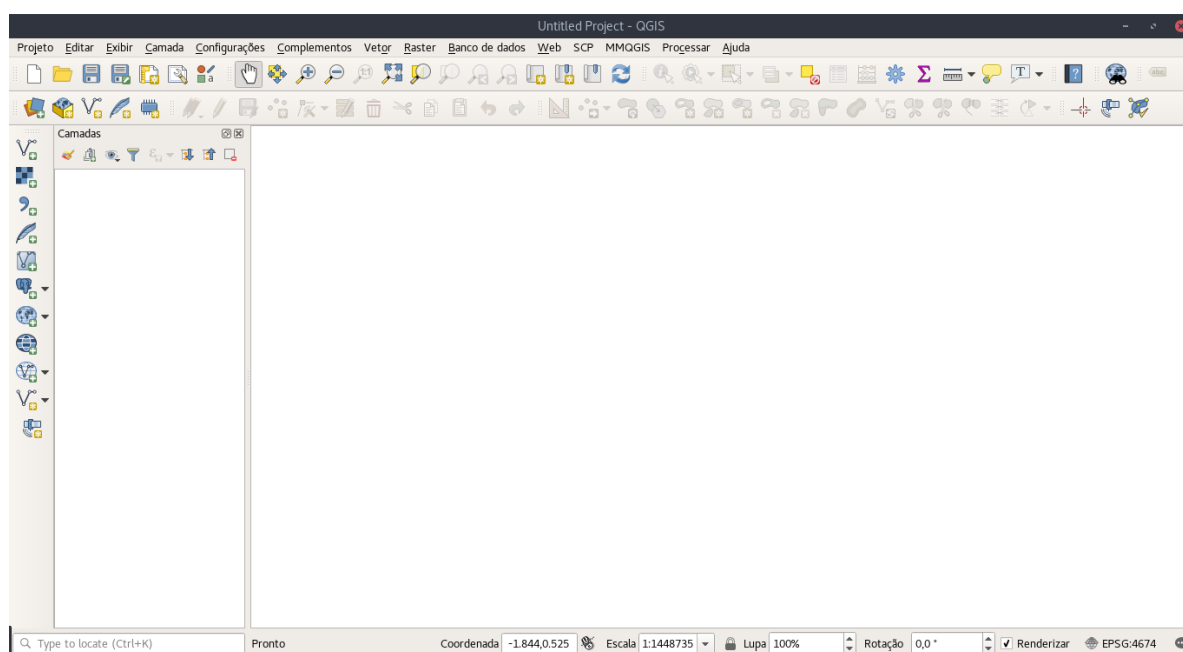 Untitled Project - QGIS
Projeto Editar Exibir Camada Configurações Complementos Vetor Raster Banco de dados Web SCP MMQGIS Processar Ajuda
Camadas
Type to locate (Ctrl+K) Pronto Coordenada -1.844,0.525 Escala 1:1448735 Lupa 100% Rotação 0,0 ° Renderizar EPSG:4674